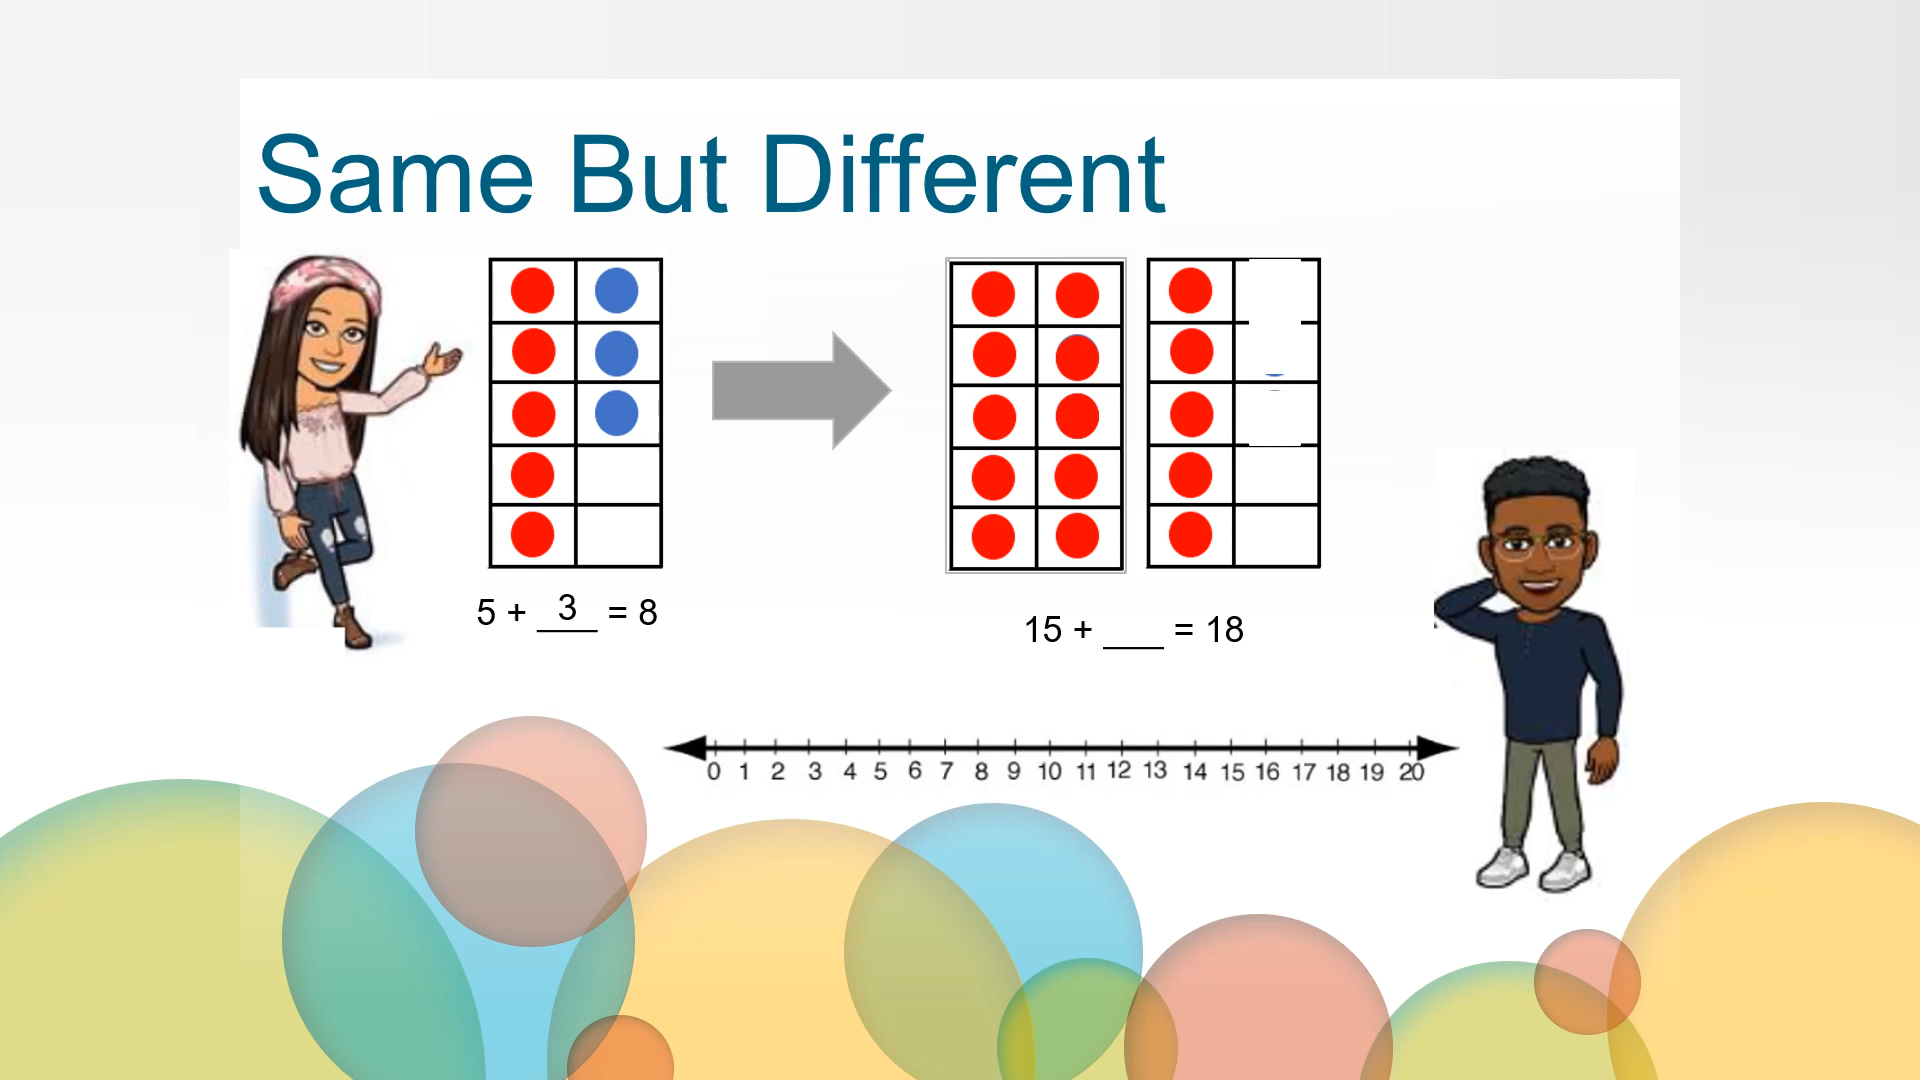 Same But Different
5 + _3_ = 8
15 + ___ = 18
0 1 2 3 4 5 6 7 8 9 10 11 12 13 14 15 16 17 18 19 20